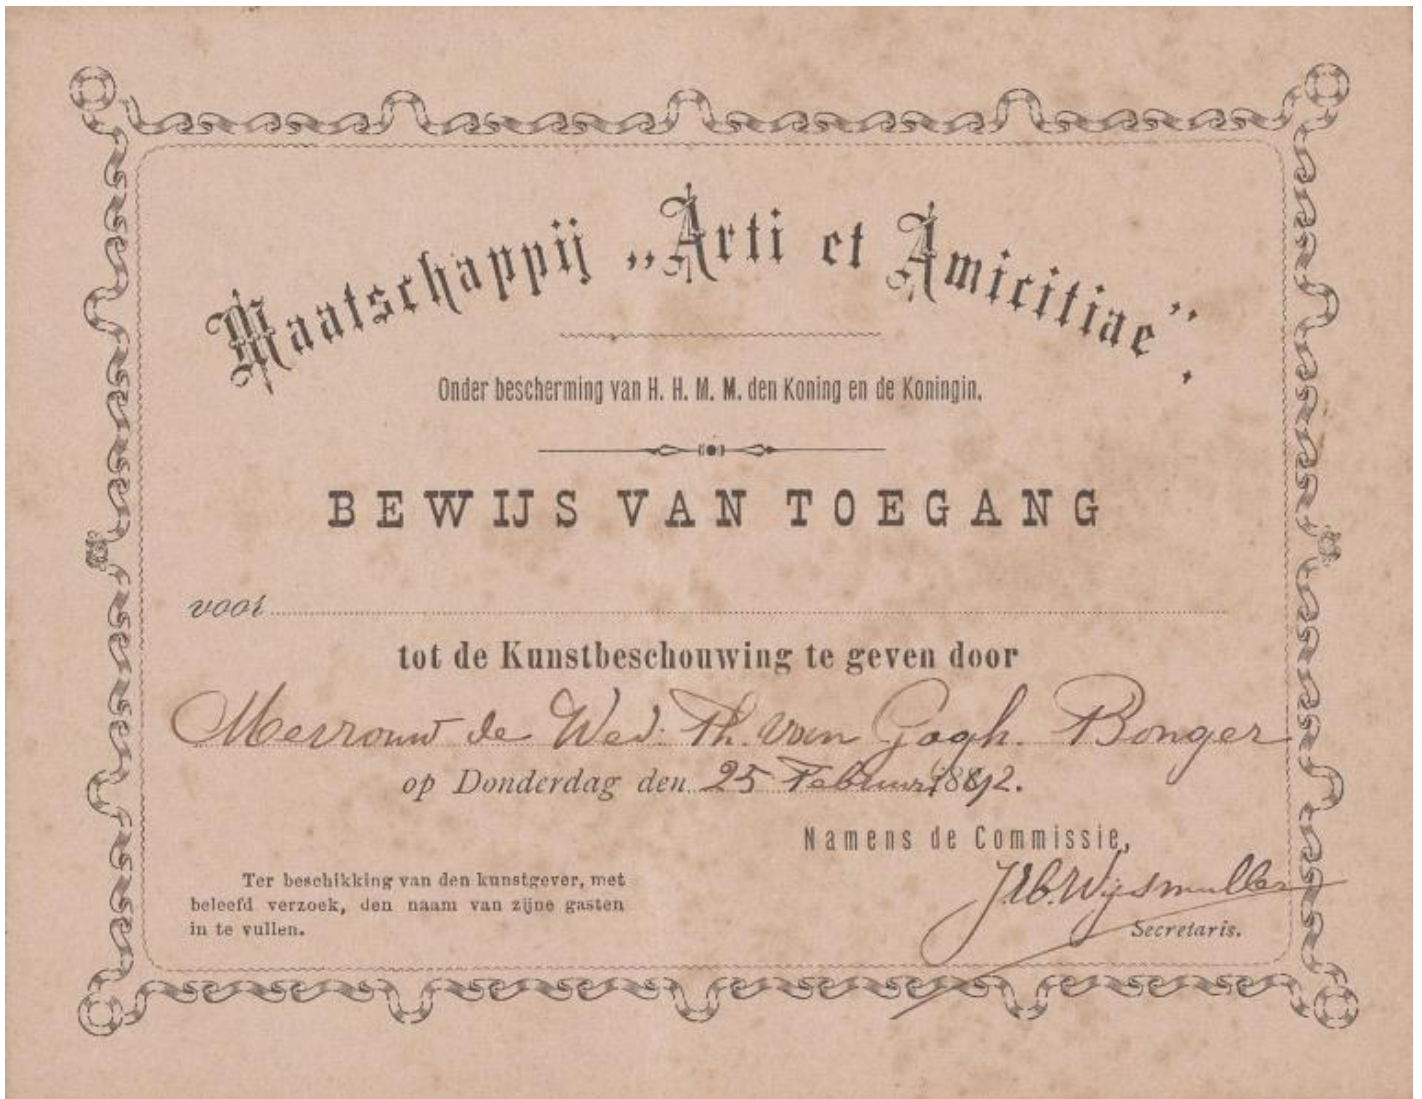 Maatschappij „Arti et Amicitiae”.
Onder bescherming van H. H. M. M. den Koning en de Koningin.
BEWIJS VAN TOEGANG
voor
tot de Kunstbeschouwing te geven door
Mevrouw de Wed. Th. van Gogh. Bonger
op Donderdag den 25 Februari 1892.
Namens de Commissie,
J H Wijsmuller
Secretaris.
Ter beschikking van den kunstgever, met
beleefd verzoek, den naam van zijne gasten
in te vullen.